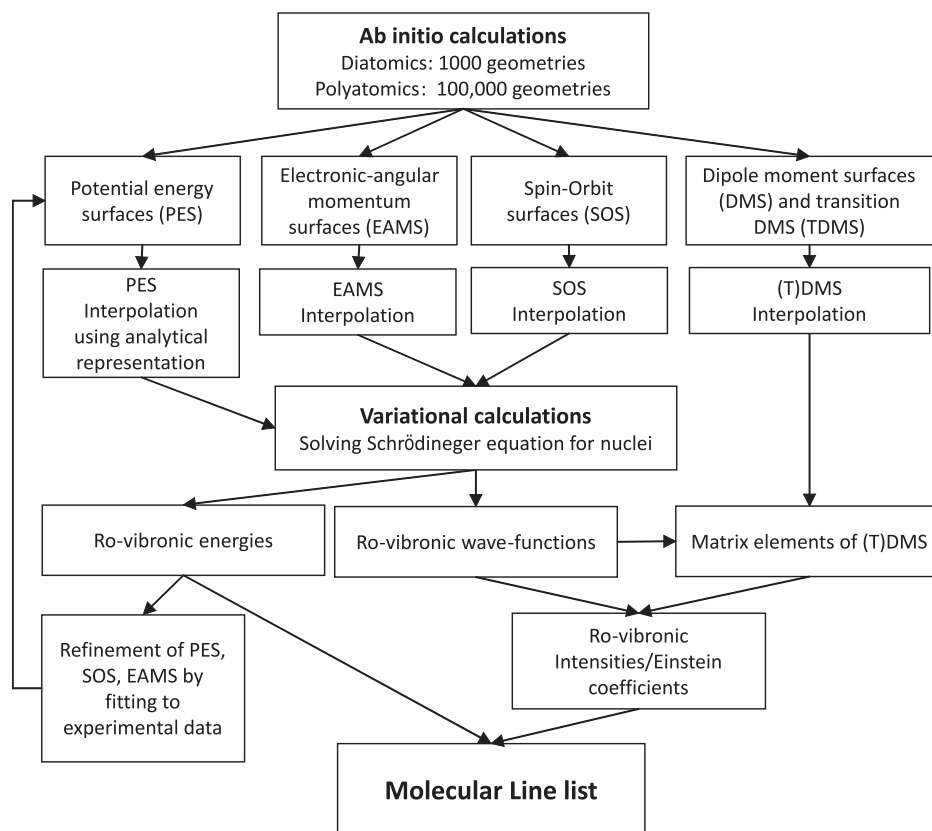 Ab initio calculations
Diatomics: 1000 geometries
Polyatomics: 100,000 geometries
Potential energy
surfaces (PES)
Electronic-angular
momentum
surfaces (EAMS)
Spin-Orbit
surfaces (SOS)
Dipole moment surfaces
(DMS) and transition
DMS (TDMS)
PES
Interpolation
using analytical
representation
EAMS
Interpolation
SOS
Interpolation
(T)DMS
Interpolation
Variational calculations
Solving Schrödineger equation for nuclei
Ro-vibronic energies
Ro-vibronic wave-functions
Matrix elements of (T)DMS
Refinement of PES,
SOS, EAMS by
fitting to
experimental data
Ro-vibronic
Intensities/Einstein
coefficients
Molecular Line list